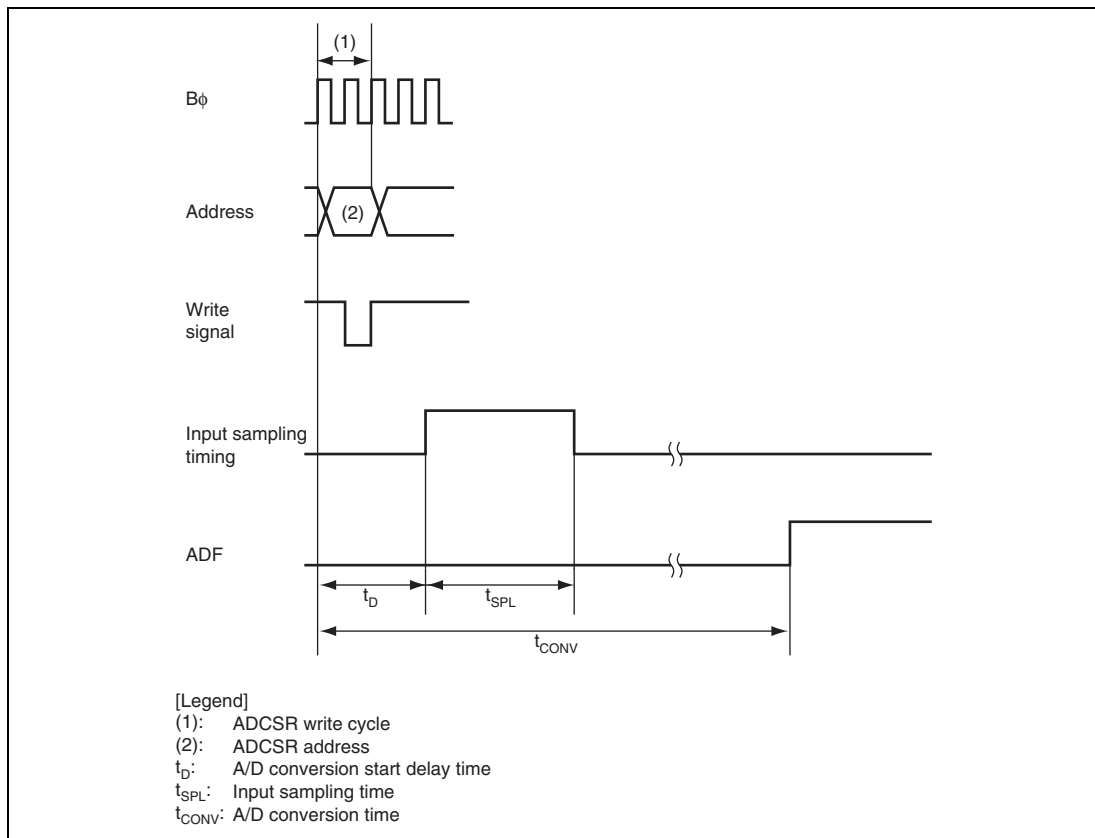 (1)
Bϕ
Address
(2)
Write
signal
Input sampling
timing
ADF
tD
tSPL
tCONV
[Legend]
(1): ADCSR write cycle
(2): ADCSR address
tD: A/D conversion start delay time
tSPL: Input sampling time
tCONV: A/D conversion time